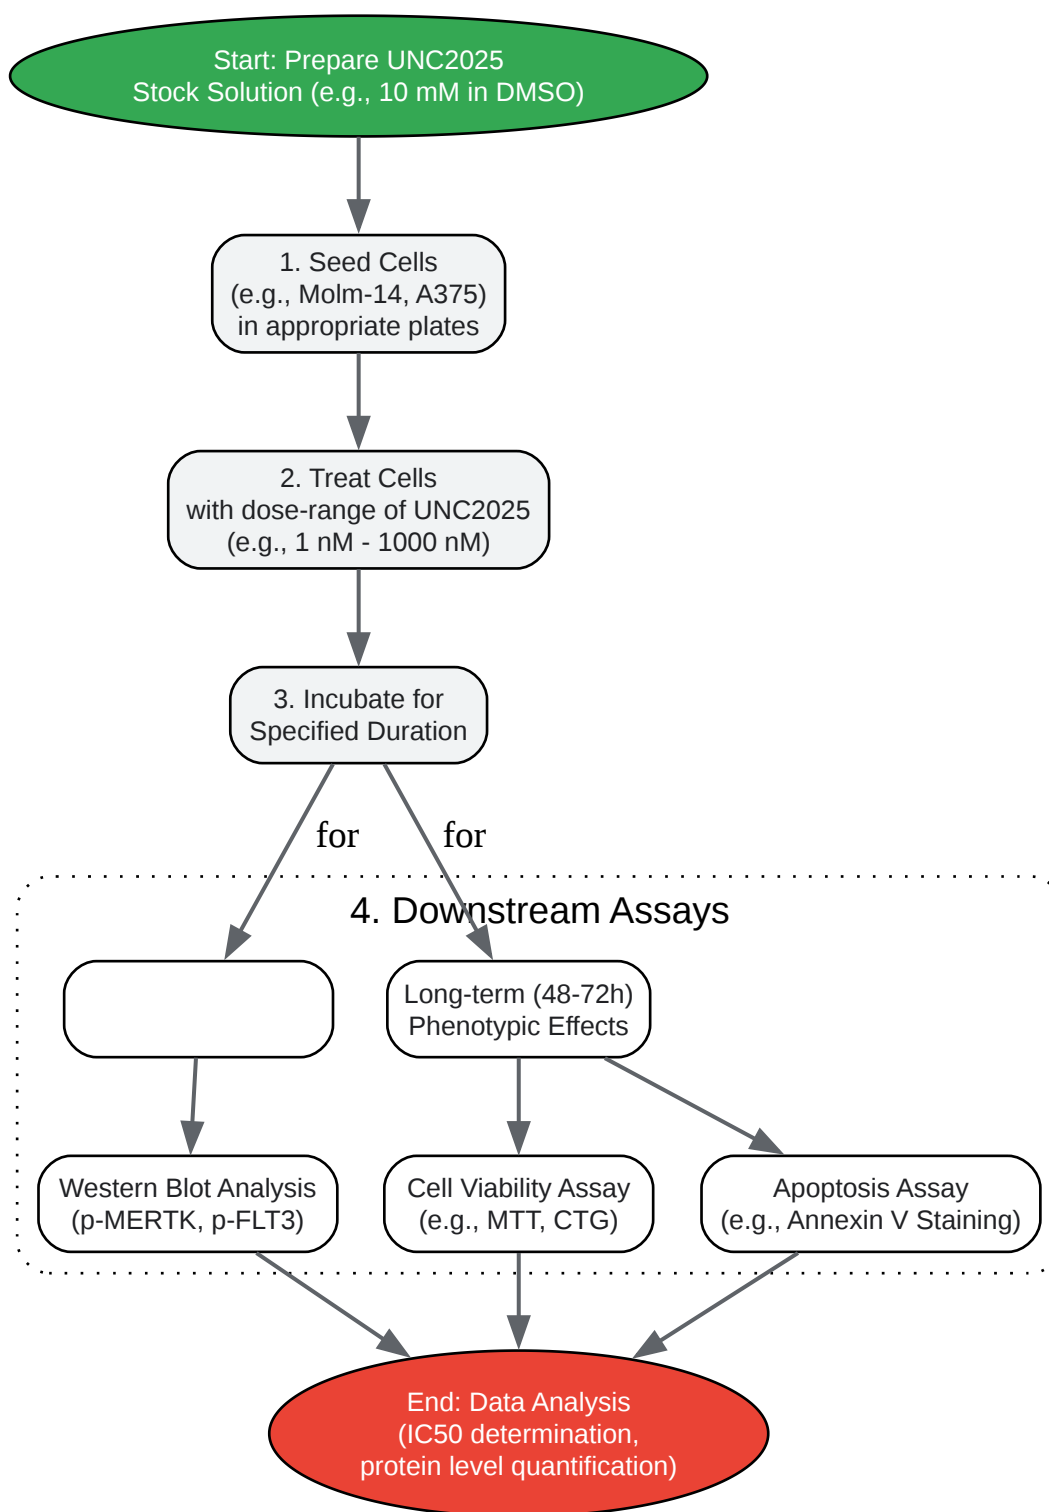 Start: Prepare UNC2025
Stock Solution (e.g., 10 mM in DMSO)
1. Seed Cells
(e.g., Molm-14, A375)
in appropriate plates
2. Treat Cells
with dose-range of UNC2025
(e.g., 1 nM - 1000 nM)
3. Incubate for
Specified Duration
for
for
4. Downstream Assays
Long-term (48-72h)
Phenotypic Effects
Western Blot Analysis
(p-MERTK, p-FLT3)
Cell Viability Assay
(e.g., MTT, CTG)
Apoptosis Assay
(e.g., Annexin V Staining)
End: Data Analysis
(IC50 determination,
protein level quantification)